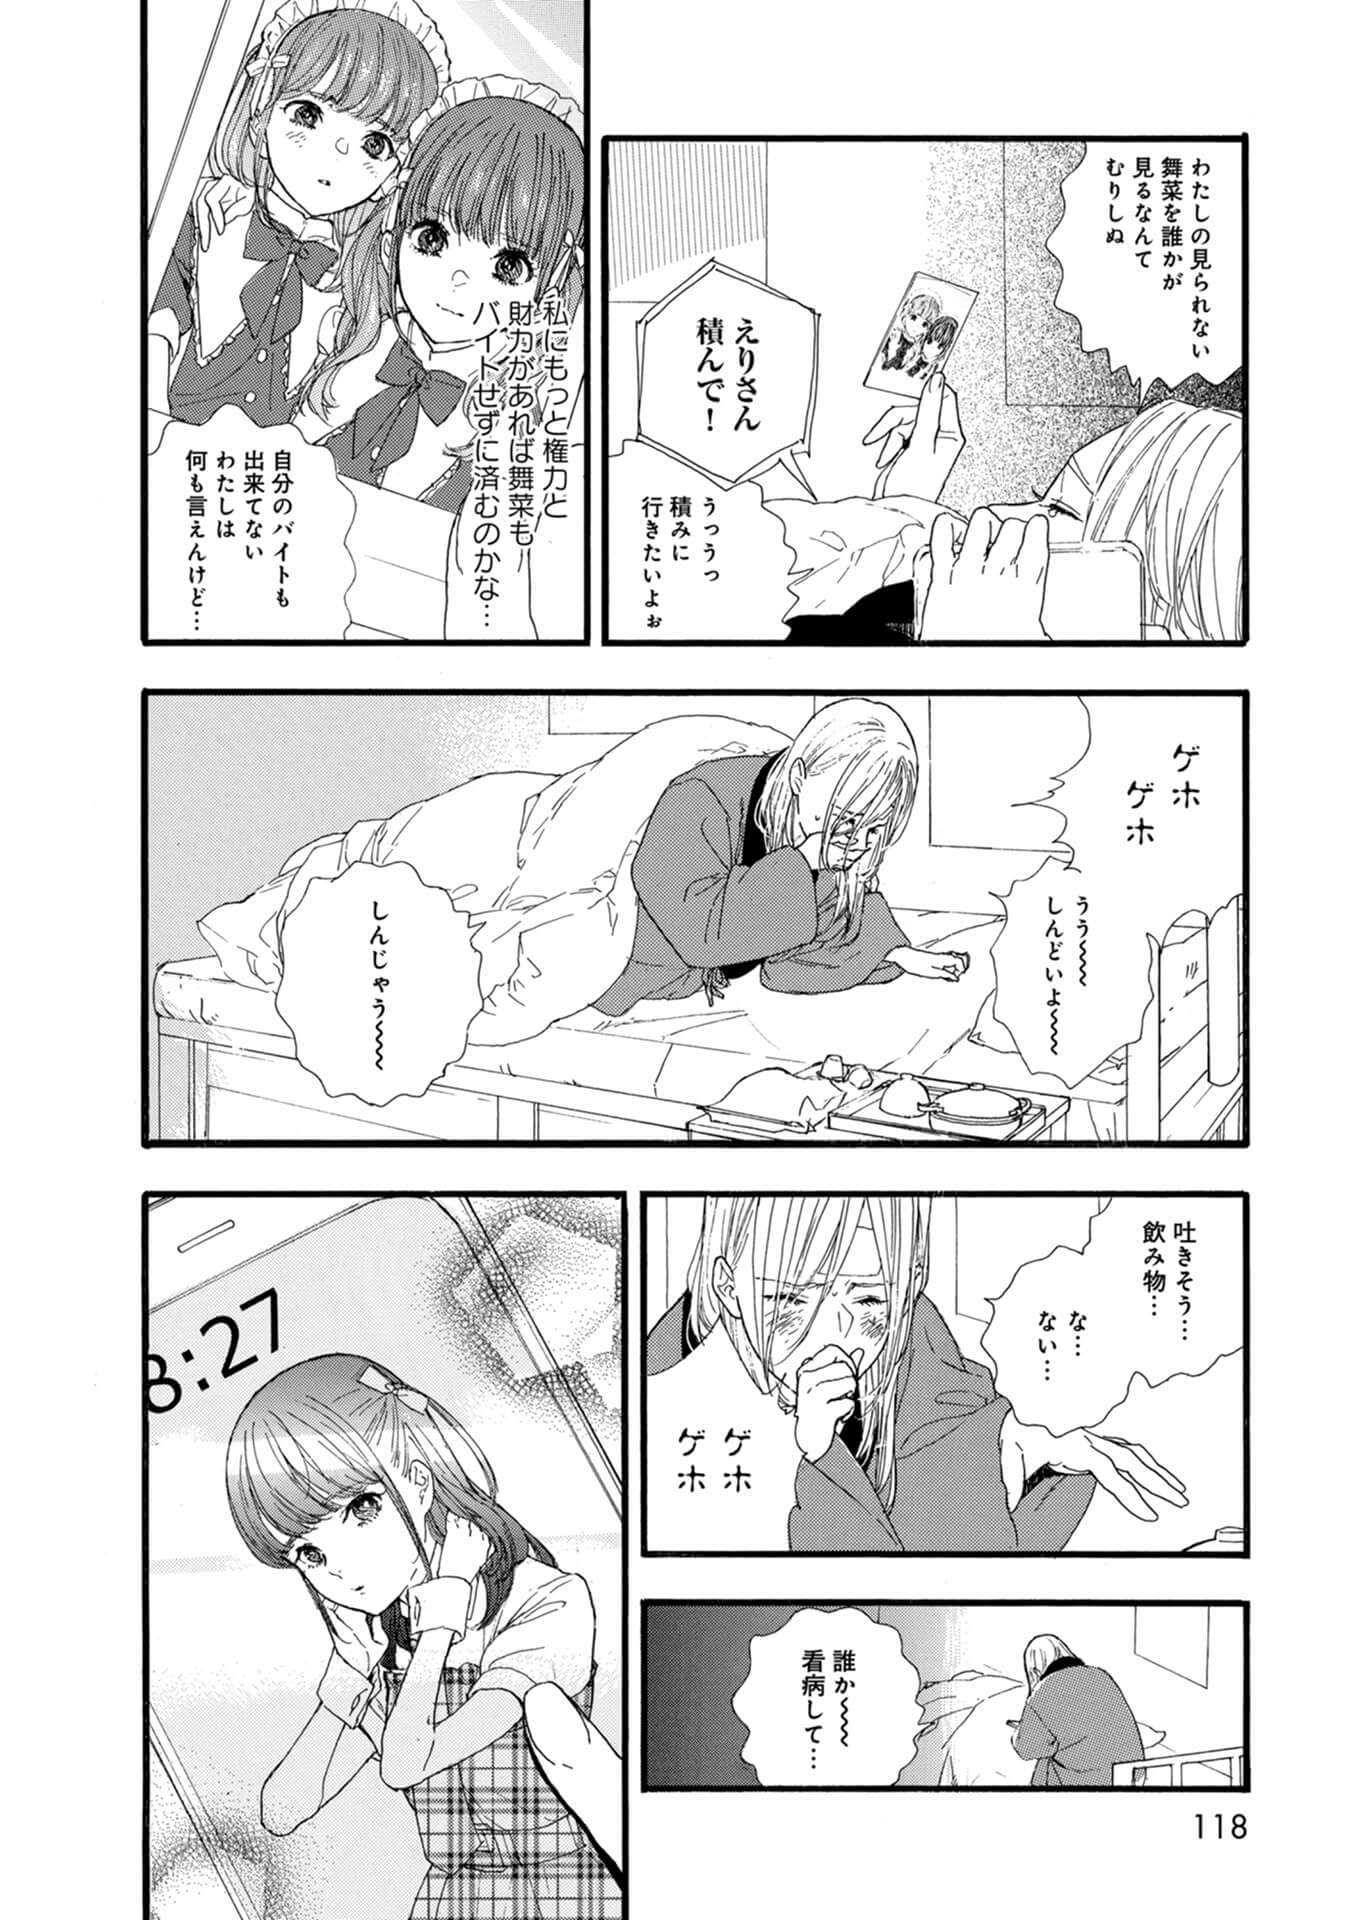 わたしの見られない
舞菜を誰かが
見るなんて
むりしぬ
えりさん
積んで！
うっうっ
積みに
行きたいよぉ
私にもっと権力と
財力があれば舞菜も
バイトせずに済むのかな…
自分のバイトも
出来てない
わたしは
何も言えんけど…
ゲホ
ゲホ
うう～～
しんどいよ～～
しんじゃう～～
吐きそう…
飲み物…
な…
ない…
ゲホ
ゲホ
誰か～～
看病して…
8:27
118